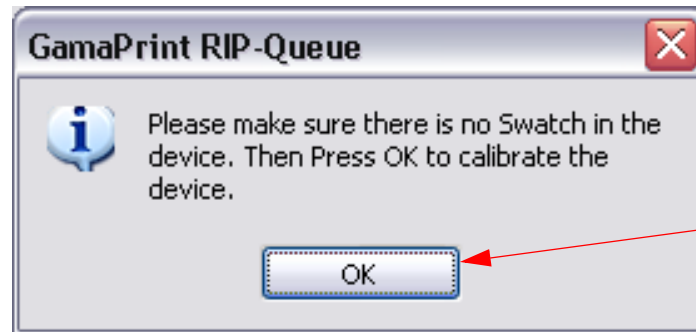 GamaPrint RIP-Queue
Please make sure there is no Swatch in the
device. Then Press OK to calibrate the
device.
OK